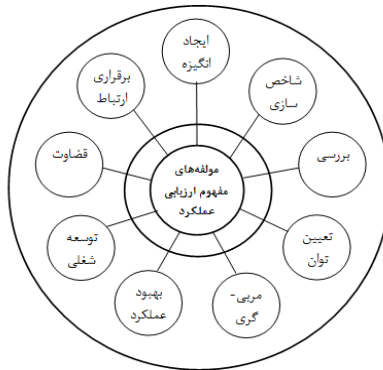 ایجاد
انگیزه
شاخص
سازی
بررسی
تعیین
توان
مربی-
گری
بهبود
عملکرد
توسعه
شغلی
قضاوت
برقراری
ارتباط
مولفه‌های
مفهوم ارزیابی
عملکرد